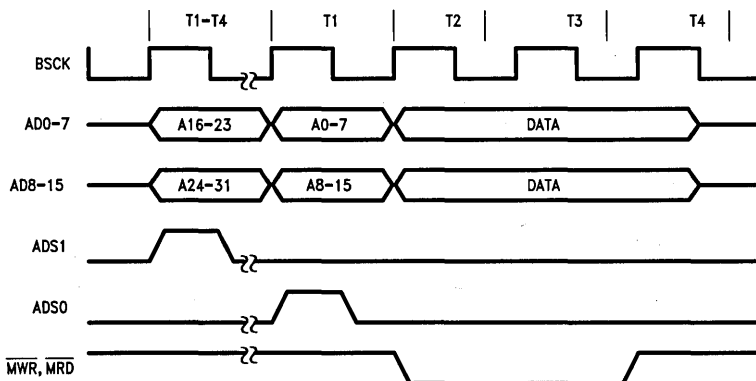 T1-T4 T1 T2 T3 T4
BSCK
AD0-7 A16-23 A0-7 DATA
AD8-15 A24-31 A8-15 DATA
ADS1
ADS0
MWR, MRD